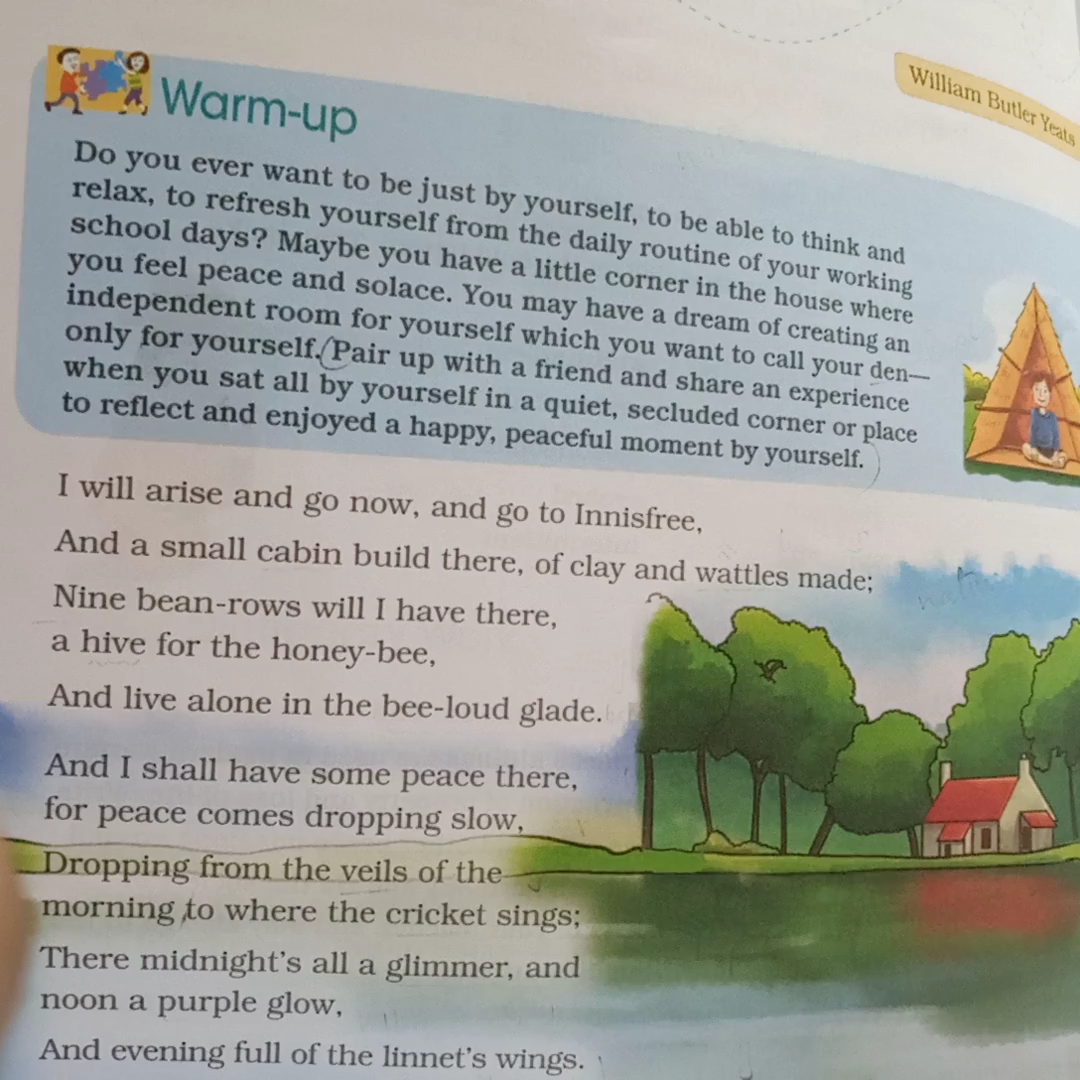 William Butler Yeats
Warm-up
Do you ever want to be just by yourself, to be able to think and
relax, to refresh yourself from the daily routine of your working
school days? Maybe you have a little corner in the house where
you feel peace and solace. You may have a dream of creating an
independent room for yourself which you want to call your den—
only for yourself. Pair up with a friend and share an experience
when you sat all by yourself in a quiet, secluded corner or place
to reflect and enjoyed a happy, peaceful moment by yourself.
I will arise and go now, and go to Innisfree,
And a small cabin build there, of clay and wattles made;
Nine bean-rows will I have there,
a hive for the honey-bee,
And live alone in the bee-loud glade.
And I shall have some peace there,
for peace comes dropping slow,
Dropping from the veils of the
morning to where the cricket sings;
There midnight's all a glimmer, and
noon a purple glow,
And evening full of the linnet's wings.